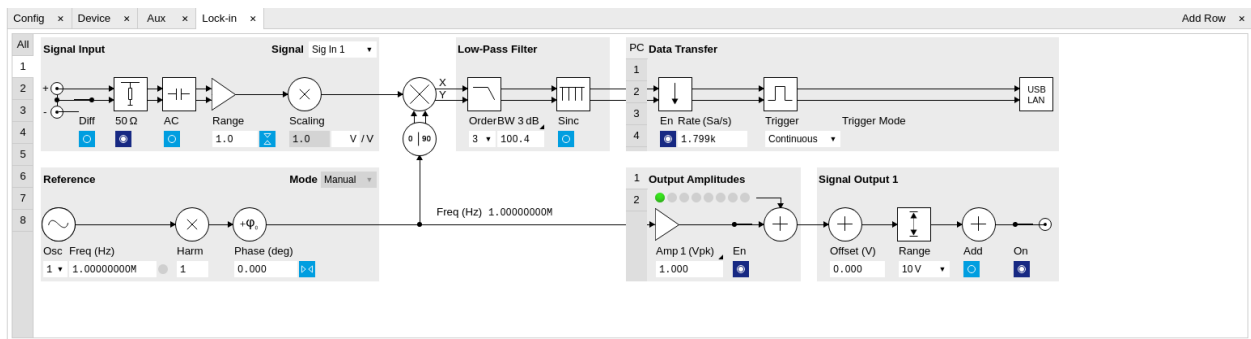 Config × Device × Aux × Lock-in × Add Row ×
All
1
2
3
4
5
6
7
8
Signal Input Signal Sig In 1
+
-
Diff 50 Ω AC Range Scaling
1.0 1.0 V / V
X
Y
0 90
Low-Pass Filter
Order BW 3 dB Sinc
3 100.4
PC Data Transfer
1
2
3
4
USB
LAN
En Rate (Sa/s) Trigger Trigger Mode
1.799k Continuous
Reference Mode Manual
+φ0
Osc Freq (Hz) Harm Phase (deg)
1 1.00000000M 1 0.000
Freq (Hz) 1.00000000M
1 Output Amplitudes
2
Amp 1 (Vpk) En
1.000
Signal Output 1
Offset (V) Range Add On
0.000 10 V